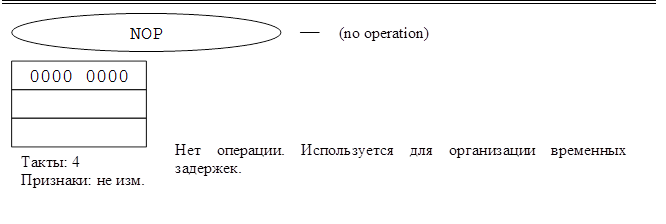 NOP — (no operation)
0000 0000
Нет операции. Используется для организации временных
задержек.
Такты: 4
Признаки: не изм.